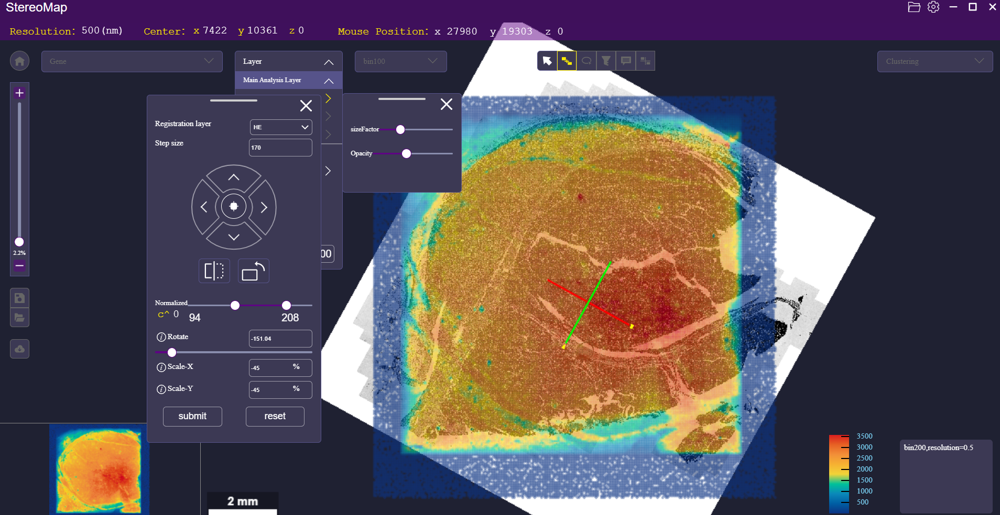 StereoMap
Resolution: 500(nm) Center: x 7422 y 10361 z 0 Mouse Position: x 27980 y 19303 z 0
Gene
Layer
bin100
Clustering
Main Analysis Layer
Registration layer HE
Step size 170
sizeFactor
Opacity
2.2%
00
Normalized
c^ 0 94 208
Rotate -151.04
Scale-X -45 %
Scale-Y -45 %
submit reset
2 mm
3500
3000
2500
2000
1500
1000
500
bin200,resolution=0.5